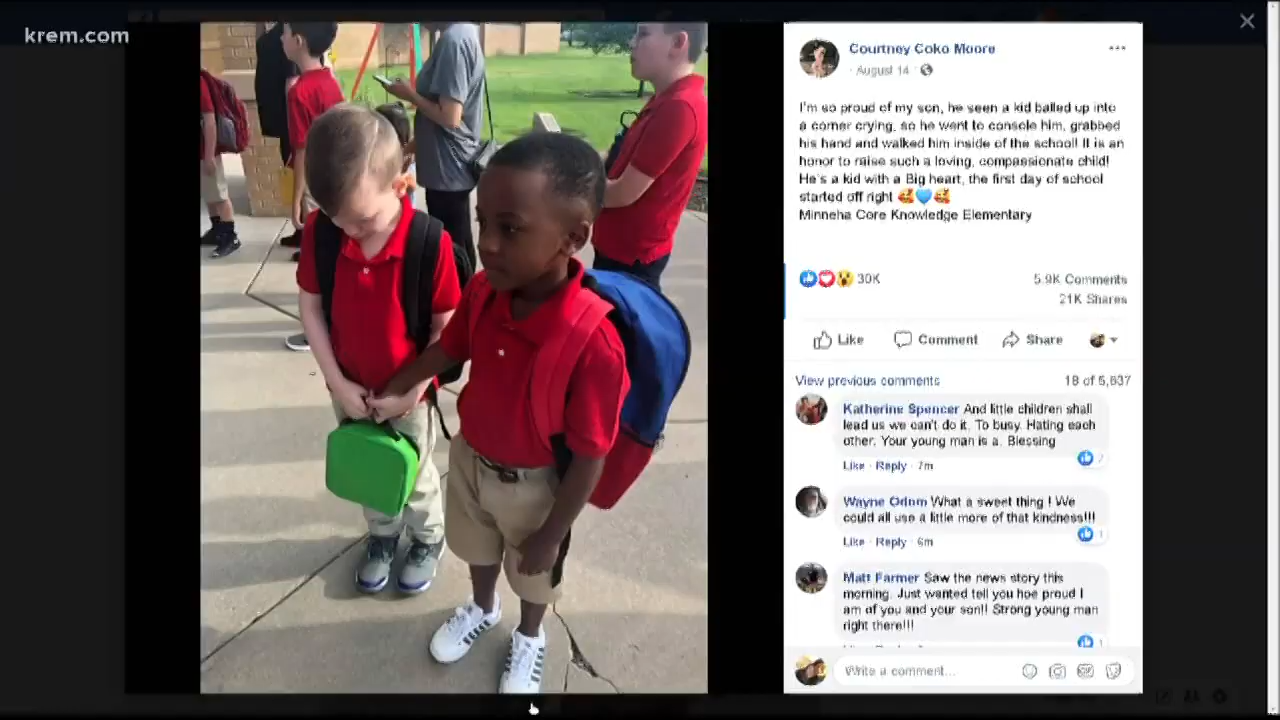 krem.com
Courtney Coko Moore
August 14
I'm so proud of my son, he seen a kid balled up into
a corner crying, so he went to console him, grabbed
his hand and walked him inside of the school! It is an
honor to raise such a loving, compassionate child!
He's a kid with a Big heart, the first day of school
started off right 🥰💙🥰
Minneha Core Knowledge Elementary
30K
5.9K Comments
21K Shares
Like Comment Share
View previous comments 18 of 5,637
Katherine Spencer And little children shall
lead us we can't do it. To busy. Hating each
other. Your young man is a. Blessing
2
Like · Reply · 7m
Wayne Odom What a sweet thing ! We
could all use a little more of that kindness!!!
1
Like · Reply · 6m
Matt Farmer Saw the news story this
morning. Just wanted tell you hoe proud I
am of you and your son!! Strong young man
right there!!!
1
Write a comment...